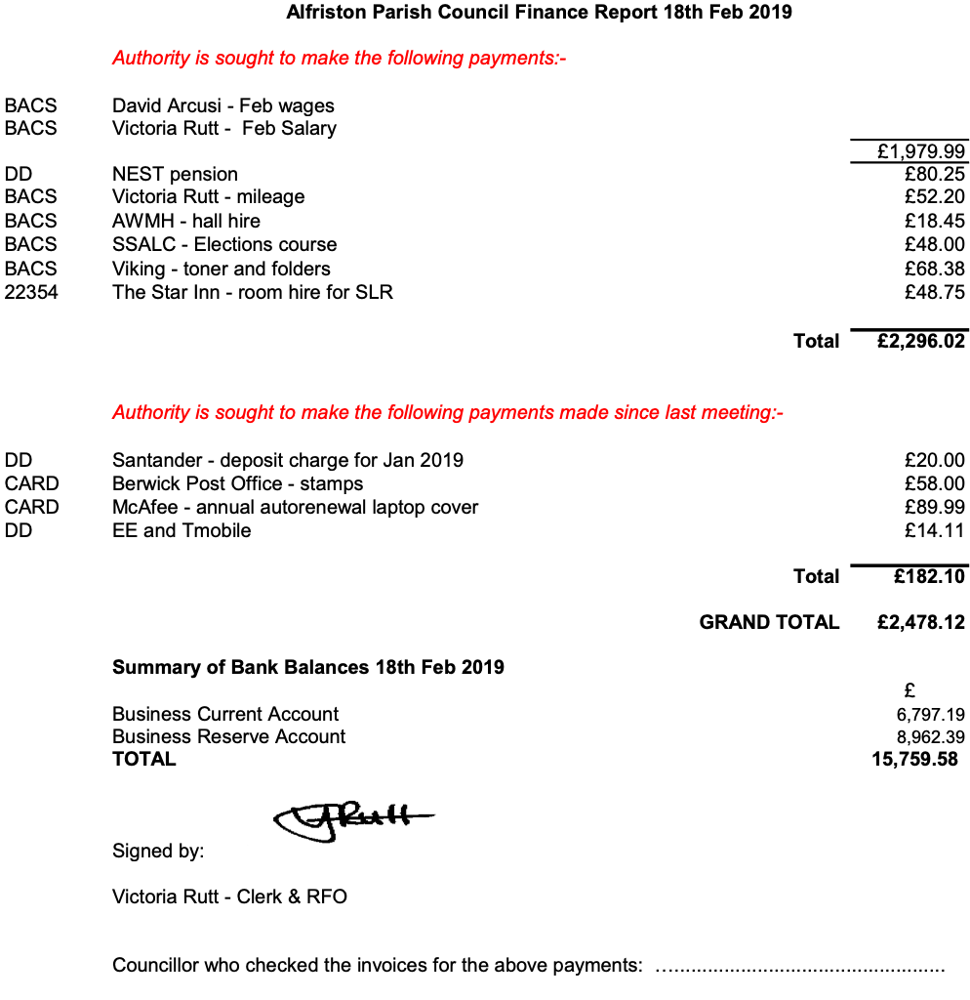 Alfriston Parish Council Finance Report 18th Feb 2019
Authority is sought to make the following payments:-
BACS David Arcusi - Feb wages
BACS Victoria Rutt - Feb Salary
£1,979.99
DD NEST pension £80.25
BACS Victoria Rutt - mileage £52.20
BACS AWMH - hall hire £18.45
BACS SSALC - Elections course £48.00
BACS Viking - toner and folders £68.38
22354 The Star Inn - room hire for SLR £48.75
Total £2,296.02
Authority is sought to make the following payments made since last meeting:-
DD Santander - deposit charge for Jan 2019 £20.00
CARD Berwick Post Office - stamps £58.00
CARD McAfee - annual autorenewal laptop cover £89.99
DD EE and Tmobile £14.11
Total £182.10
GRAND TOTAL £2,478.12
Summary of Bank Balances 18th Feb 2019
£
Business Current Account 6,797.19
Business Reserve Account 8,962.39
TOTAL 15,759.58
VRutt
Signed by:
Victoria Rutt - Clerk & RFO
Councillor who checked the invoices for the above payments: ….................................................